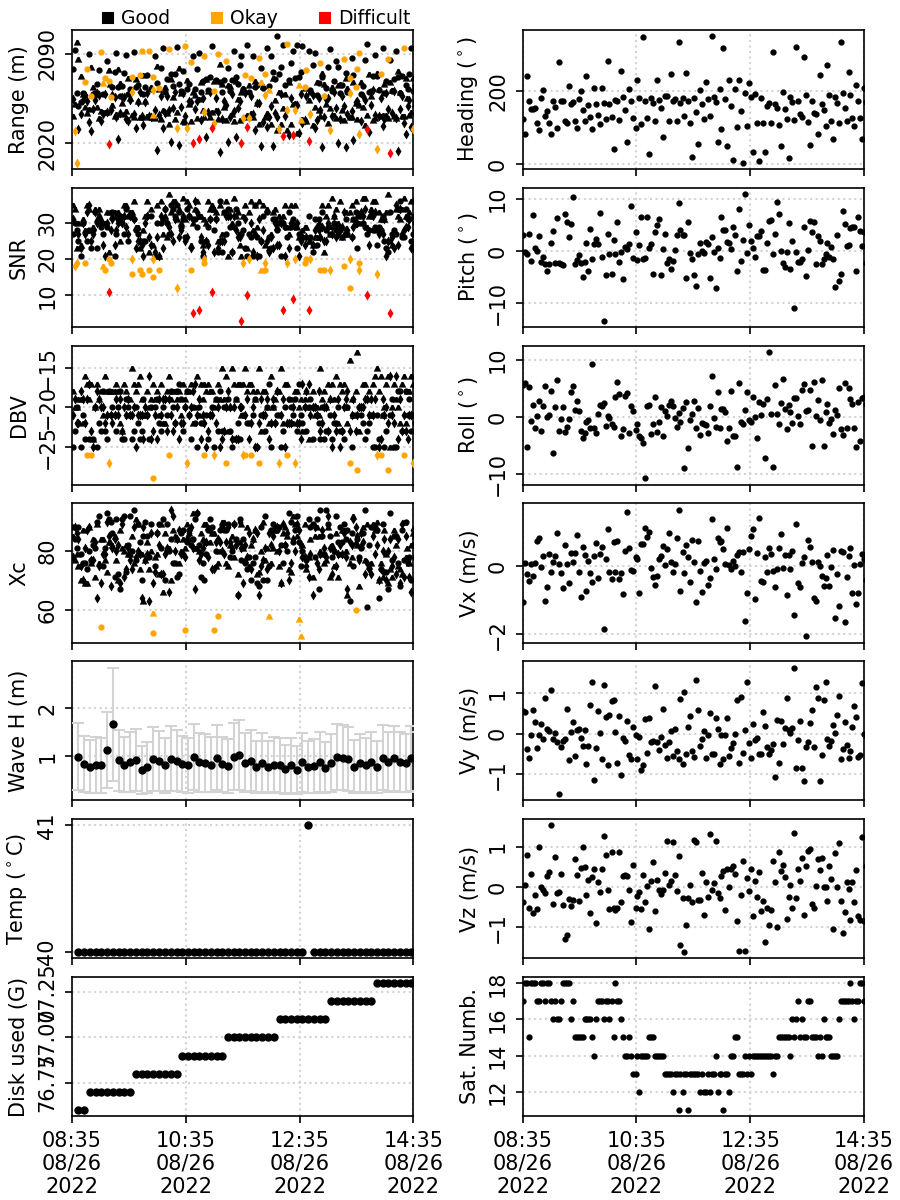 Good Okay Difficult
Range (m)
2090
2020
Heading (°)
200
0
SNR
30
20
10
Pitch (°)
10
0
−10
DBV
−15
−20
−25
Roll (°)
10
0
−10
Xc
80
60
Vx (m/s)
0
−2
Wave H (m)
2
1
Vy (m/s)
1
0
−1
Temp (°C)
41
40
Vz (m/s)
1
0
−1
Disk used (G)
77.25
77.00
76.75
Sat. Numb.
18
16
14
12
08:35 10:35 12:35 14:35
08/26 08/26 08/26 08/26
2022 2022 2022 2022
08:35 10:35 12:35 14:35
08/26 08/26 08/26 08/26
2022 2022 2022 2022